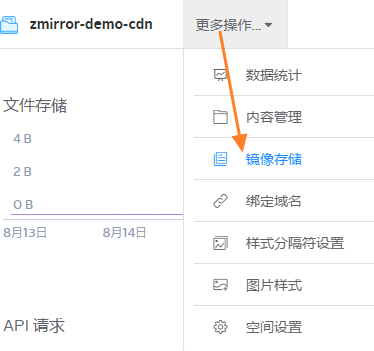 zmirror-demo-cdn
更多操作...
文件存储
4 B
2 B
0 B
8月13日 8月14日
API 请求
数据统计
内容管理
镜像存储
绑定域名
样式分隔符设置
图片样式
空间设置